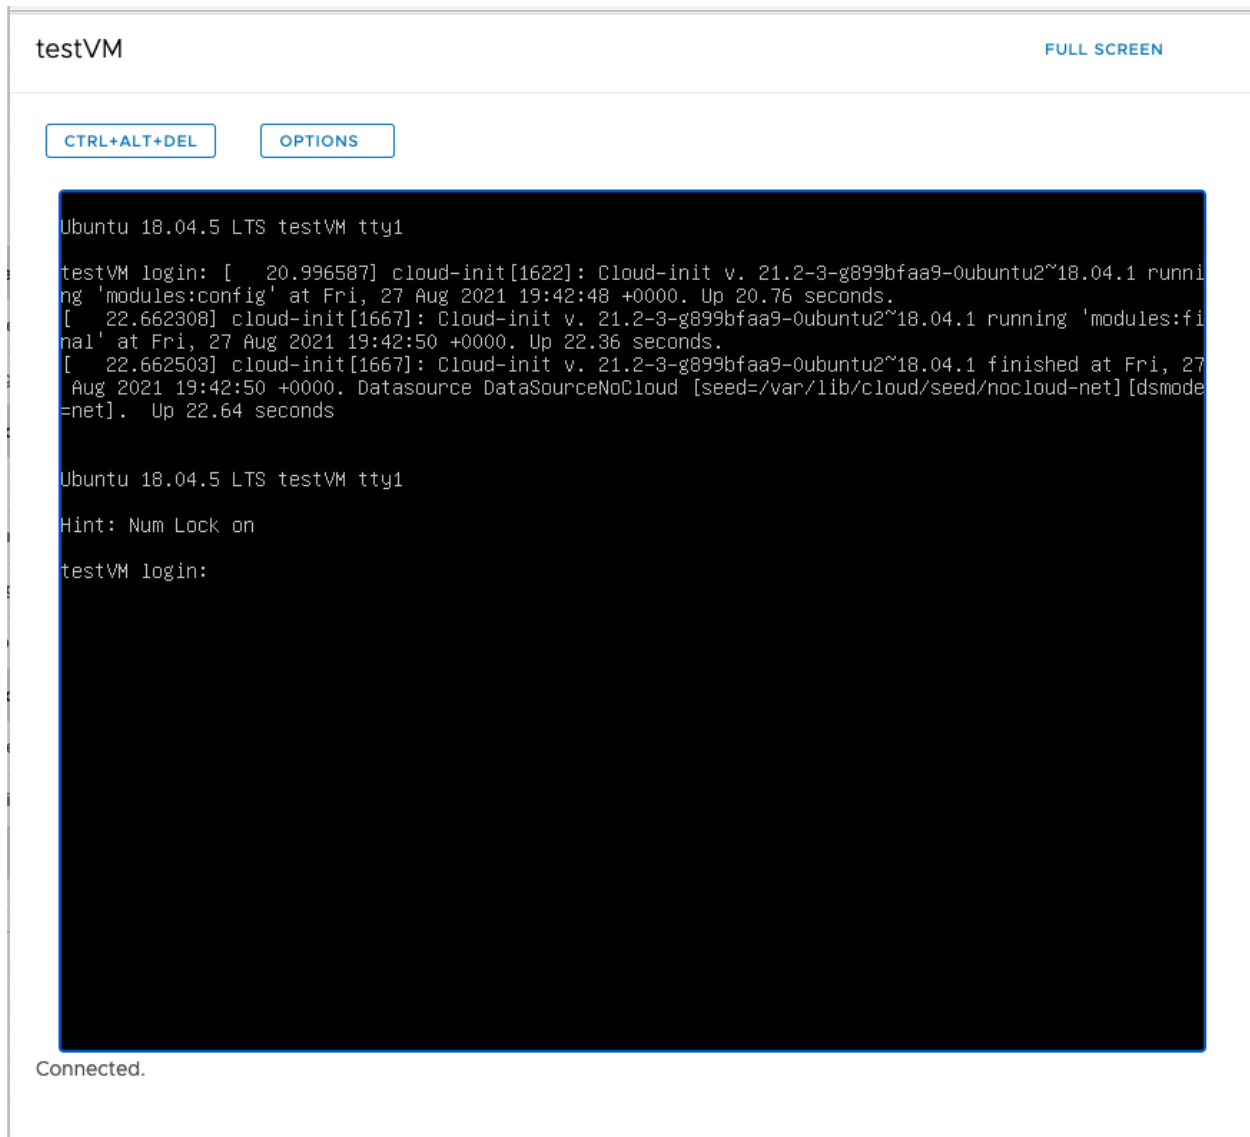 testVM
FULL SCREEN
CTRL+ALT+DEL
OPTIONS
Ubuntu 18.04.5 LTS testVM tty1
testVM login: [   20.996587] cloud-init[1622]: Cloud-init v. 21.2-3-g899bfaa9-0ubuntu2~18.04.1 runni
ng 'modules:config' at Fri, 27 Aug 2021 19:42:48 +0000. Up 20.76 seconds.
[   22.662308] cloud-init[1667]: Cloud-init v. 21.2-3-g899bfaa9-0ubuntu2~18.04.1 running 'modules:fi
nal' at Fri, 27 Aug 2021 19:42:50 +0000. Up 22.36 seconds.
[   22.662503] cloud-init[1667]: Cloud-init v. 21.2-3-g899bfaa9-0ubuntu2~18.04.1 finished at Fri, 27
 Aug 2021 19:42:50 +0000. Datasource DataSourceNoCloud [seed=/var/lib/cloud/seed/nocloud-net][dsmode
=net].  Up 22.64 seconds
Ubuntu 18.04.5 LTS testVM tty1
Hint: Num Lock on
testVM login:
Connected.